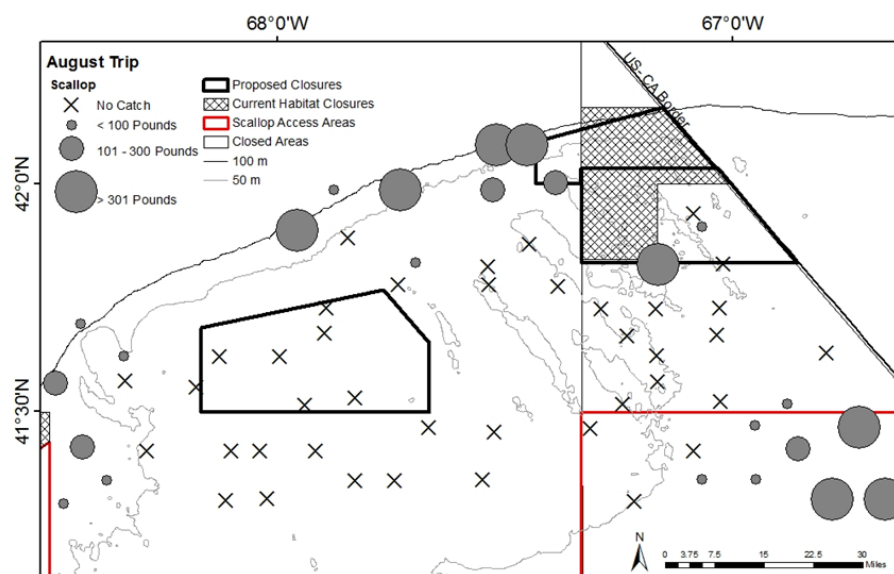 68°0'W
67°0'W
August Trip
Scallop
No Catch
< 100 Pounds
101 - 300 Pounds
> 301 Pounds
Proposed Closures
Current Habitat Closures
Scallop Access Areas
Closed Areas
100 m
50 m
US- CA Border
42°0'N
41°30'N
N
0 3.75 7.5 15 22.5 30
Miles